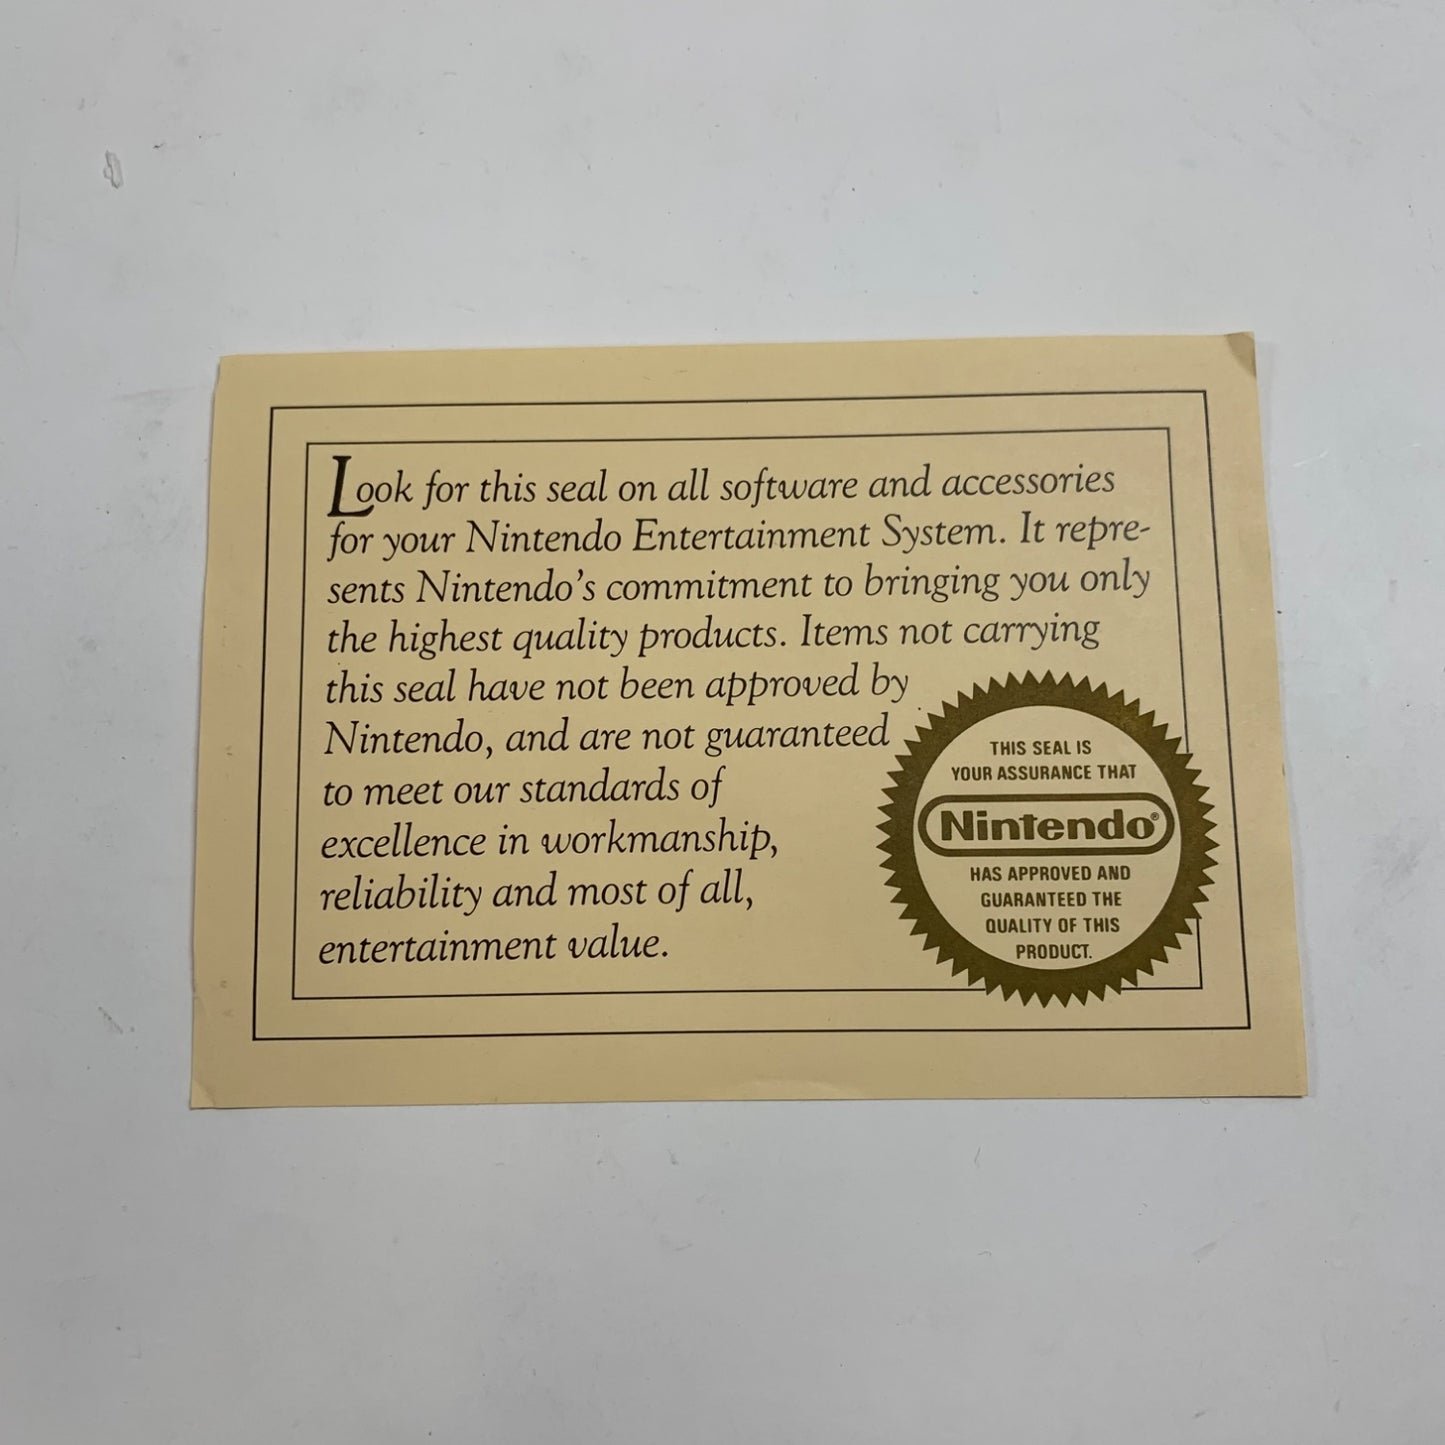 Look for this seal on all software and accessories
for your Nintendo Entertainment System. It repre-
sents Nintendo's commitment to bringing you only
the highest quality products. Items not carrying
this seal have not been approved by
Nintendo, and are not guaranteed
to meet our standards of
excellence in workmanship,
reliability and most of all,
entertainment value.
THIS SEAL IS
YOUR ASSURANCE THAT
Nintendo®
HAS APPROVED AND
GUARANTEED THE
QUALITY OF THIS
PRODUCT.